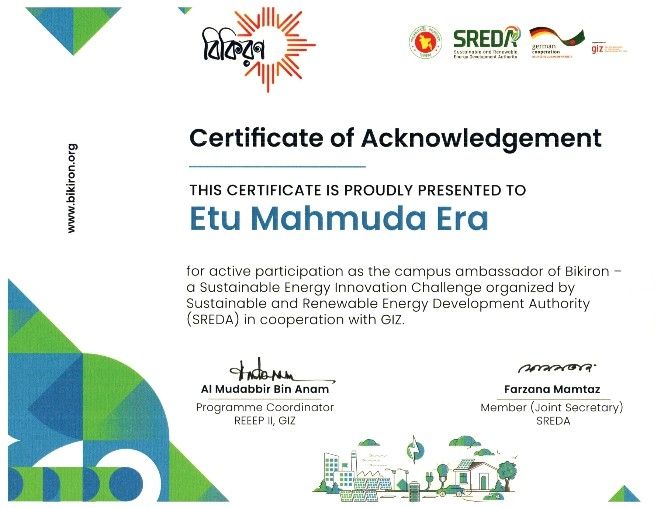 বিকিরণ
SREDA
Sustainable and Renewable
Energy Development Authority
german
cooperation
giz
www.bikiron.org
Certificate of Acknowledgement
THIS CERTIFICATE IS PROUDLY PRESENTED TO
Etu Mahmuda Era
for active participation as the campus ambassador of Bikiron –
a Sustainable Energy Innovation Challenge organized by
Sustainable and Renewable Energy Development Authority
(SREDA) in cooperation with GIZ.
Al Mudabbir Bin Anam
Programme Coordinator
REEEP II, GIZ
Farzana Mamtaz
Member (Joint Secretary)
SREDA